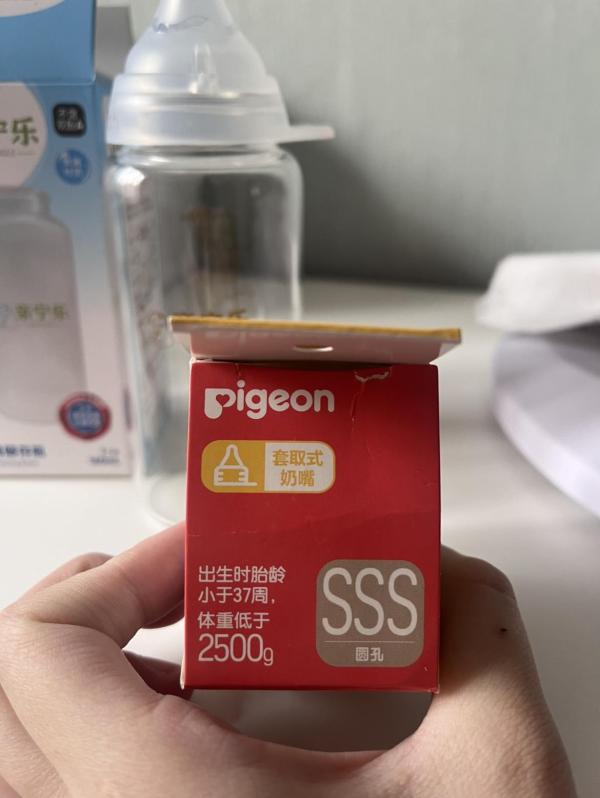 宁乐
亲宁乐
pigeon
套取式
奶嘴
出生时胎龄
小于37周，
体重低于
2500g
SSS
圆孔